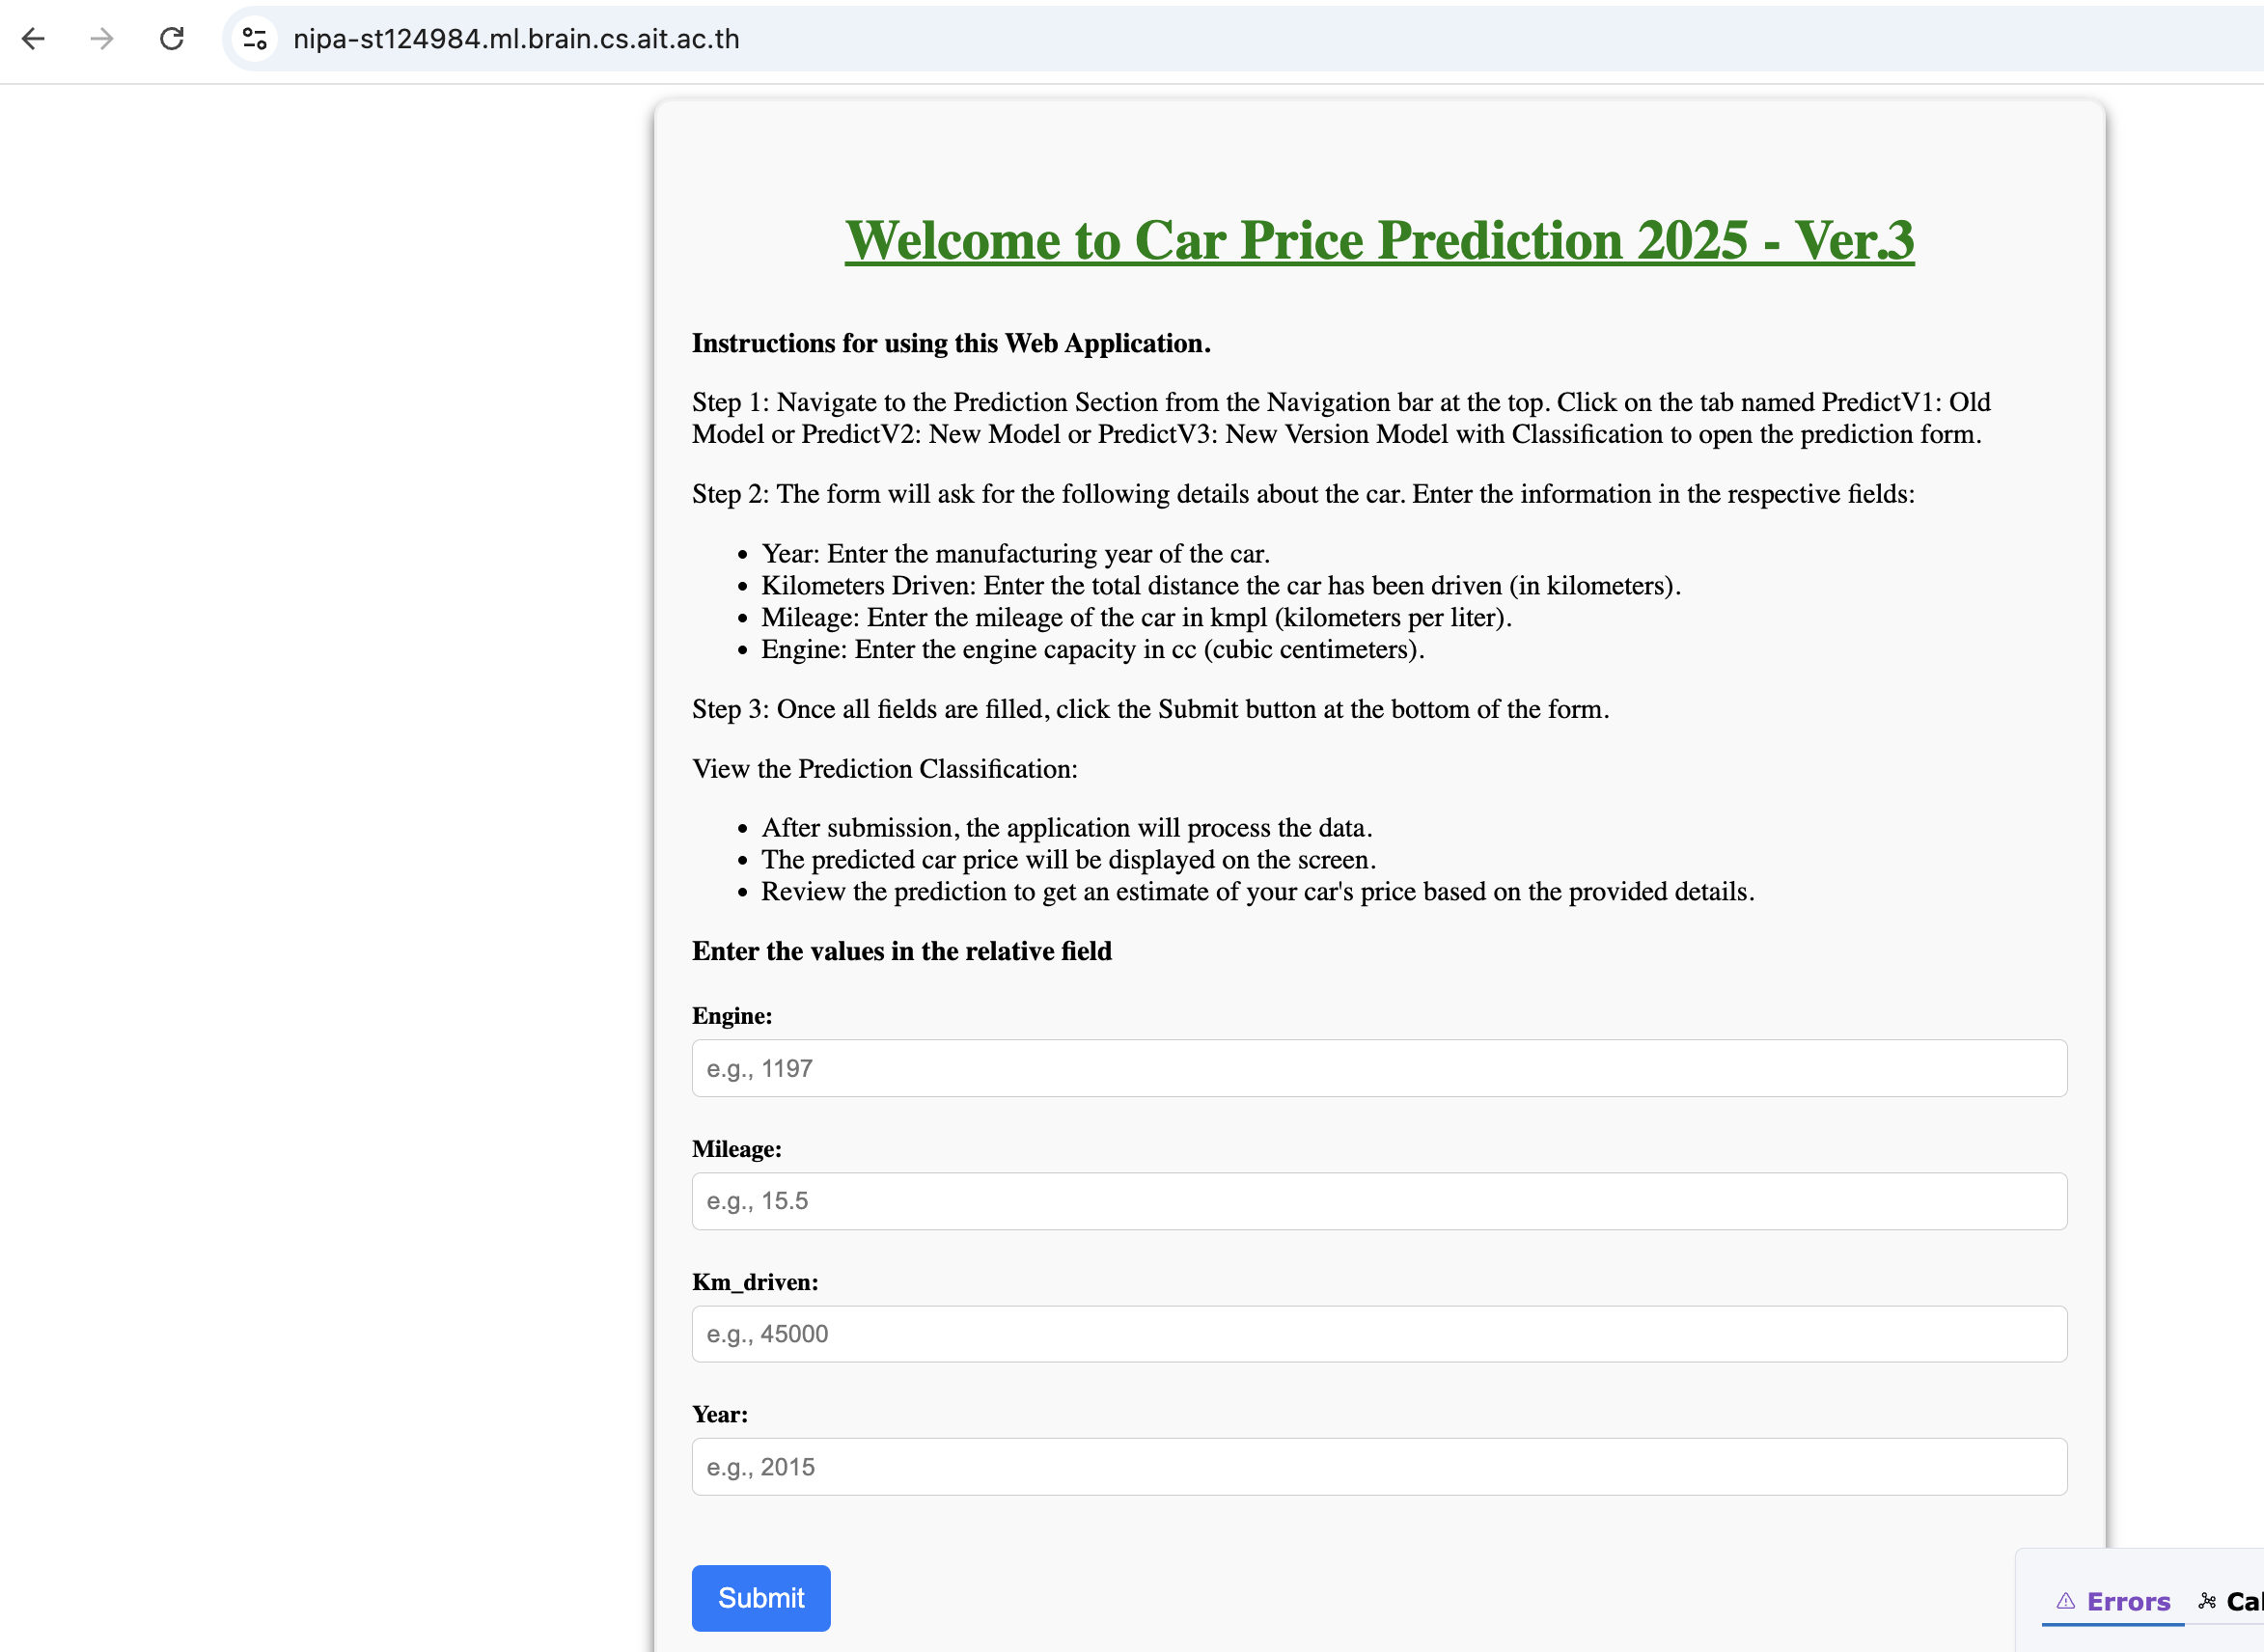 nipa-st124984.ml.brain.cs.ait.ac.th
Welcome to Car Price Prediction 2025 - Ver.3
Instructions for using this Web Application.
Step 1: Navigate to the Prediction Section from the Navigation bar at the top. Click on the tab named PredictV1: Old
Model or PredictV2: New Model or PredictV3: New Version Model with Classification to open the prediction form.
Step 2: The form will ask for the following details about the car. Enter the information in the respective fields:
• Year: Enter the manufacturing year of the car.
• Kilometers Driven: Enter the total distance the car has been driven (in kilometers).
• Mileage: Enter the mileage of the car in kmpl (kilometers per liter).
• Engine: Enter the engine capacity in cc (cubic centimeters).
Step 3: Once all fields are filled, click the Submit button at the bottom of the form.
View the Prediction Classification:
• After submission, the application will process the data.
• The predicted car price will be displayed on the screen.
• Review the prediction to get an estimate of your car's price based on the provided details.
Enter the values in the relative field
Engine:
e.g., 1197
Mileage:
e.g., 15.5
Km_driven:
e.g., 45000
Year:
e.g., 2015
Submit
Errors